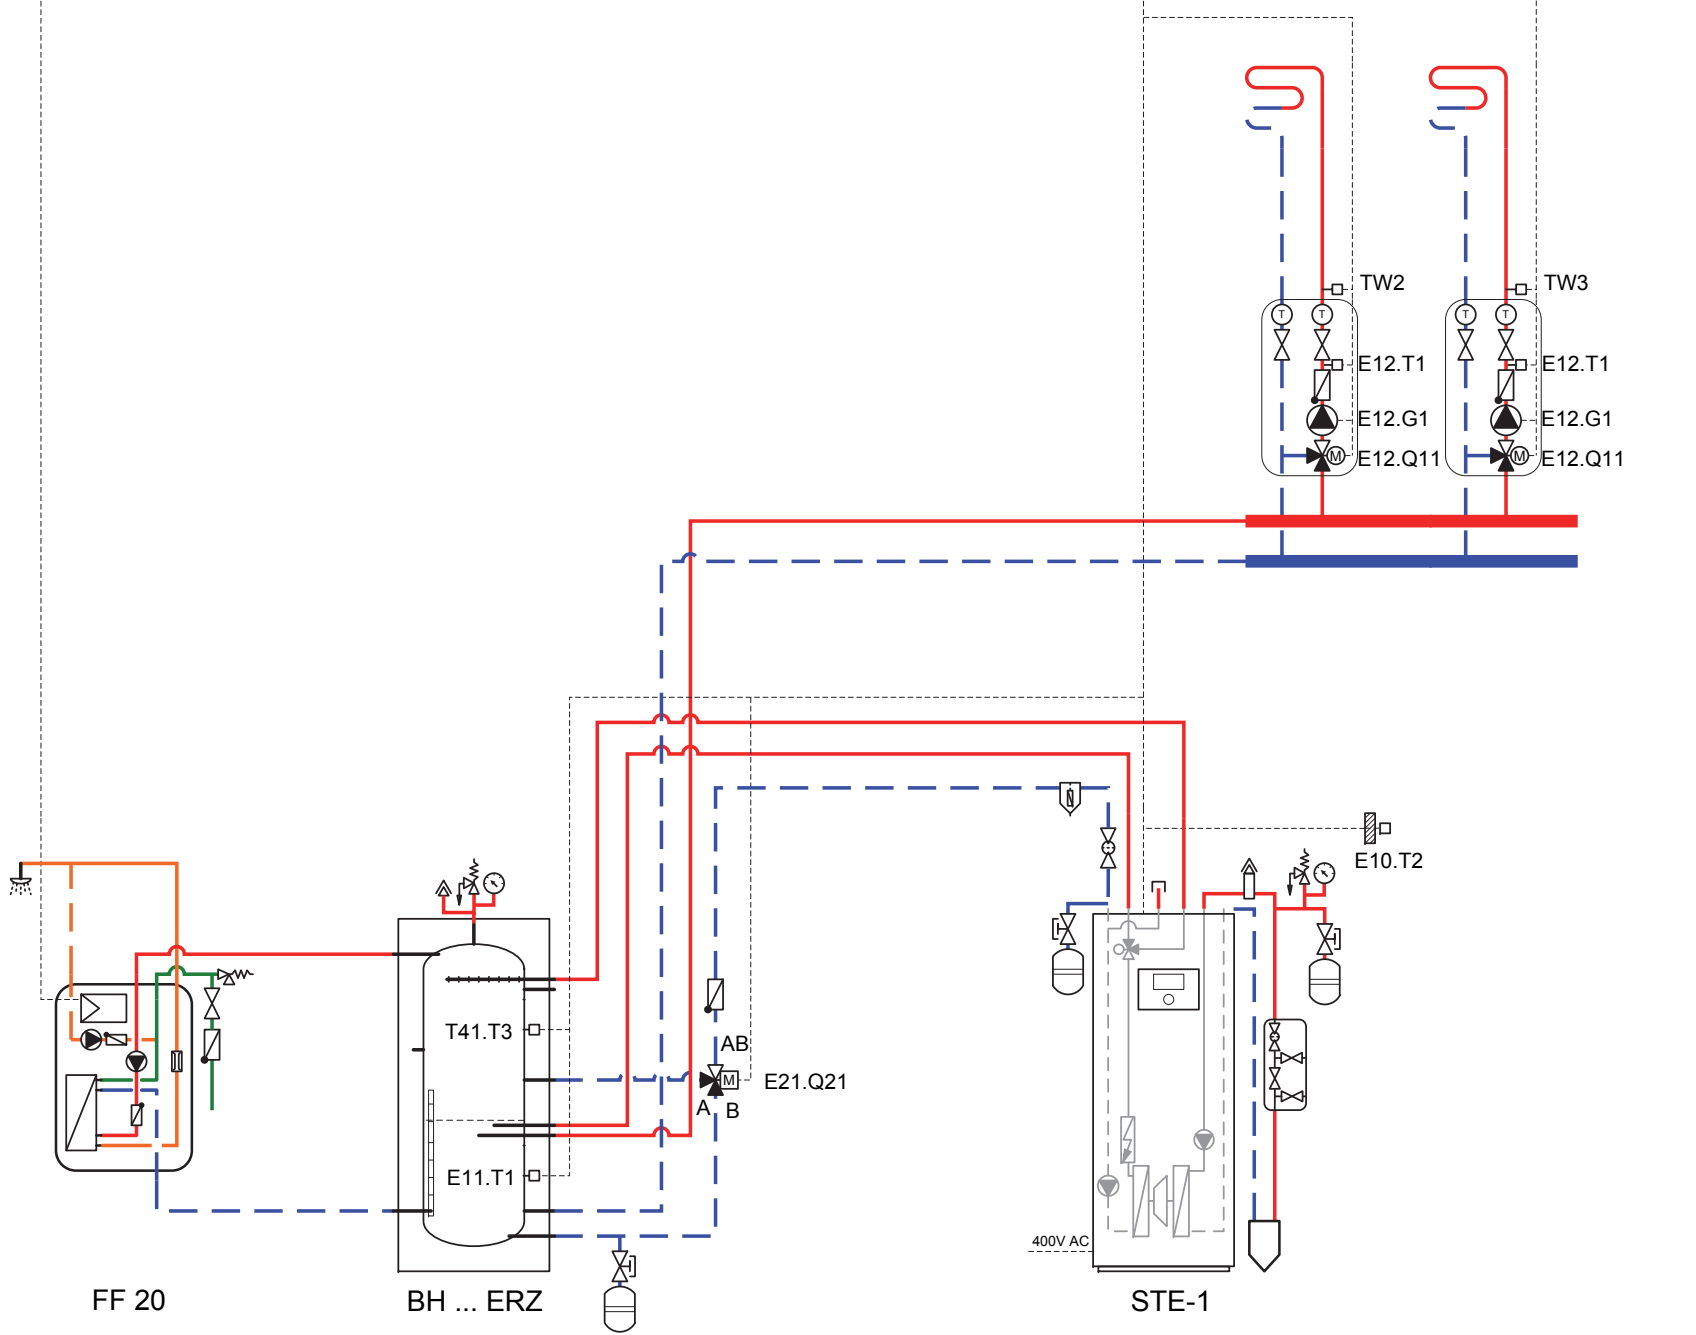 TW2
TW3
T
T
T
T
E12.T1
E12.T1
E12.G1
E12.G1
M
E12.Q11
M
E12.Q11
E10.T2
T41.T3
AB
M
E21.Q21
A
B
E11.T1
400V AC
FF 20
BH ... ERZ
STE-1